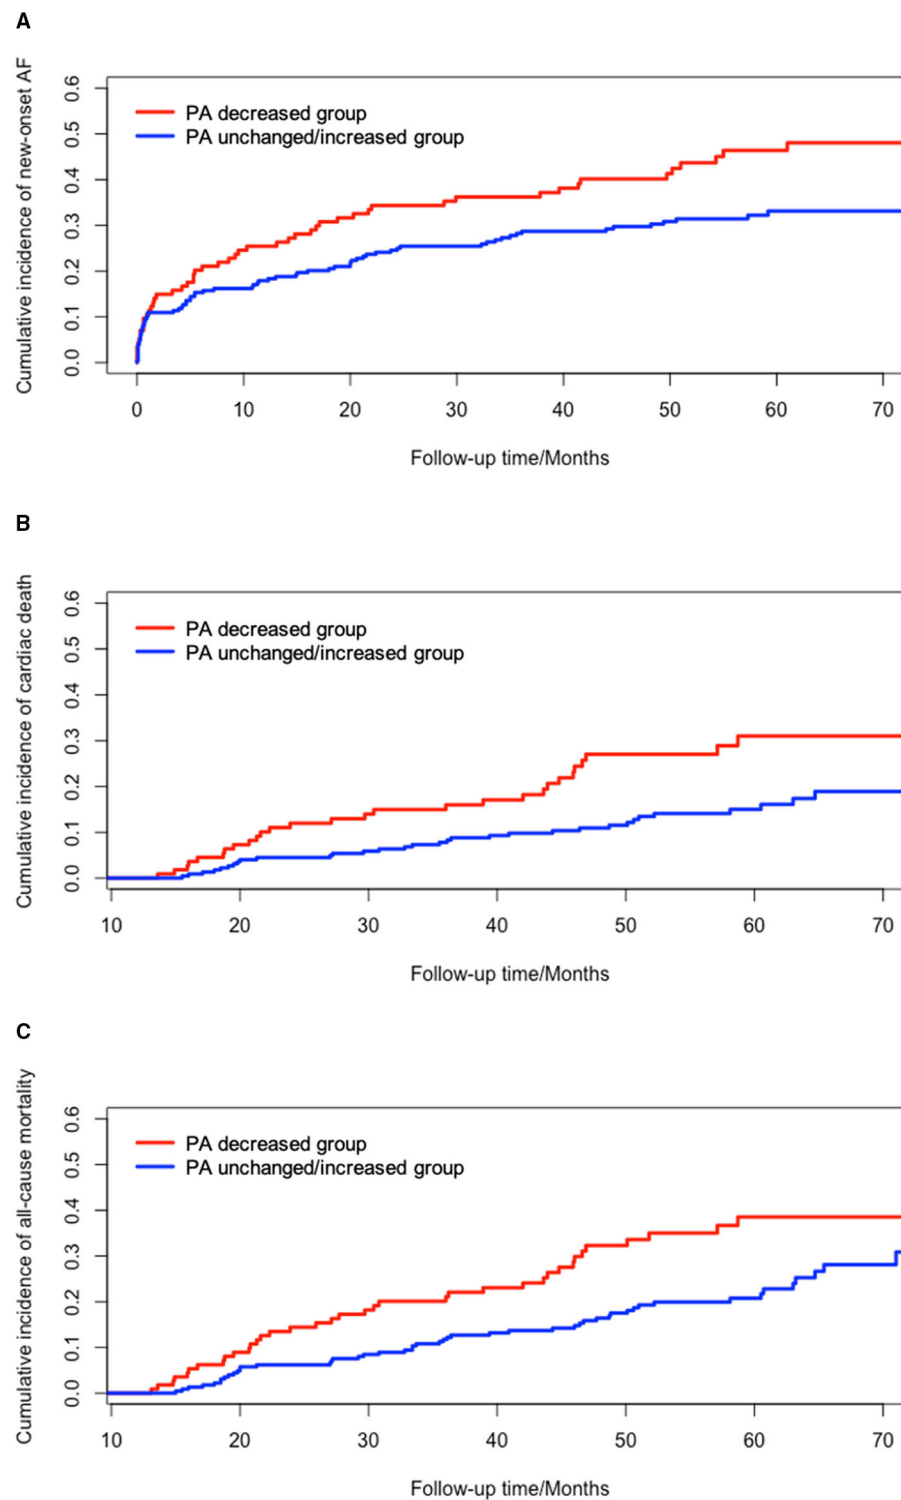 A
Cumulative incidence of new-onset AF
0.6
0.5
0.4
0.3
0.2
0.1
0.0
PA decreased group
PA unchanged/increased group
0 10 20 30 40 50 60 70
Follow-up time/Months
B
Cumulative incidence of cardiac death
0.6
0.5
0.4
0.3
0.2
0.1
0.0
PA decreased group
PA unchanged/increased group
10 20 30 40 50 60 70
Follow-up time/Months
C
Cumulative incidence of all-cause mortality
0.6
0.5
0.4
0.3
0.2
0.1
0.0
PA decreased group
PA unchanged/increased group
10 20 30 40 50 60 70
Follow-up time/Months